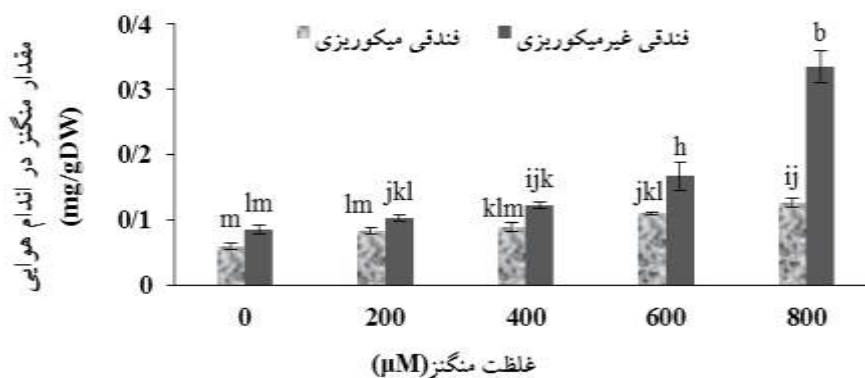 مقدار منگنز در اندام هوایی
(mg/gDW)
0/4
0/3
0/2
0/1
0
فندقی میکوریزی
فندقی غیرمیکوریزی
m
lm
lm
jkl
klm
ijk
jkl
h
ij
b
0
200
400
600
800
غلظت منگنز(µM)